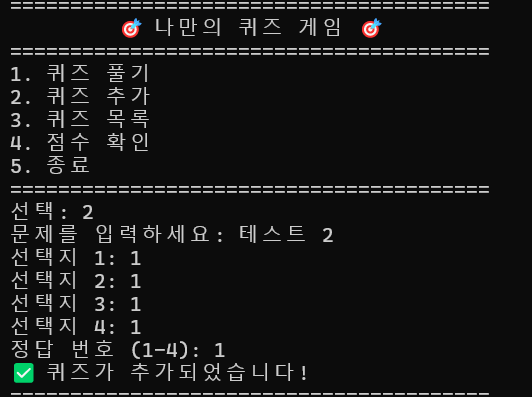 ========================================
🎯 나만의 퀴즈 게임 🎯
========================================
1. 퀴즈 풀기
2. 퀴즈 추가
3. 퀴즈 목록
4. 점수 확인
5. 종료
========================================
선택: 2
문제를 입력하세요: 테스트 2
선택지 1: 1
선택지 2: 1
선택지 3: 1
선택지 4: 1
정답 번호 (1-4): 1
✅ 퀴즈가 추가되었습니다!
========================================